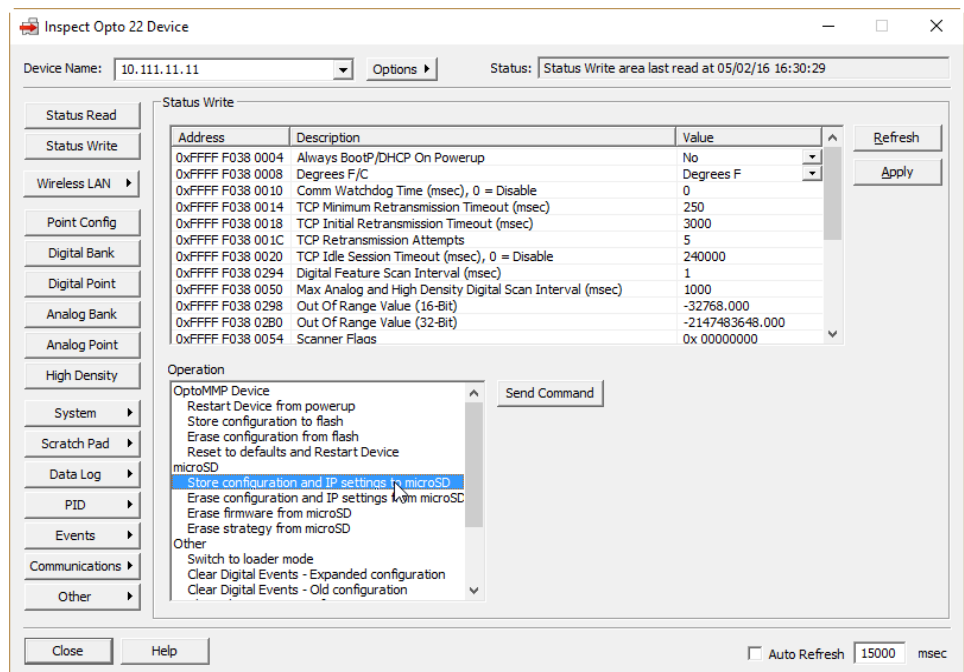 Inspect Opto 22 Device
Device Name: 10.111.11.11 Options Status: Status Write area last read at 05/02/16 16:30:29
Status Read
Status Write
Wireless LAN
Point Config
Digital Bank
Digital Point
Analog Bank
Analog Point
High Density
System
Scratch Pad
Data Log
PID
Events
Communications
Other
Status Write
Address Description Value
0xFFFF F038 0004 Always BootP/DHCP On Powerup No
0xFFFF F038 0008 Degrees F/C Degrees F
0xFFFF F038 0010 Comm Watchdog Time (msec), 0 = Disable 0
0xFFFF F038 0014 TCP Minimum Retransmission Timeout (msec) 250
0xFFFF F038 0018 TCP Initial Retransmission Timeout (msec) 3000
0xFFFF F038 001C TCP Retransmission Attempts 5
0xFFFF F038 0020 TCP Idle Session Timeout (msec), 0 = Disable 240000
0xFFFF F038 0294 Digital Feature Scan Interval (msec) 1
0xFFFF F038 0050 Max Analog and High Density Digital Scan Interval (msec) 1000
0xFFFF F038 0298 Out Of Range Value (16-Bit) -32768.000
0xFFFF F038 02B0 Out Of Range Value (32-Bit) -2147483648.000
0xFFFF F038 0054 Scanner Flags 0x 00000000
Refresh
Apply
Operation
OptoMMP Device
Restart Device from powerup
Store configuration to flash
Erase configuration from flash
Reset to defaults and Restart Device
microSD
Store configuration and IP settings to microSD
Erase configuration and IP settings from microSD
Erase firmware from microSD
Erase strategy from microSD
Other
Switch to loader mode
Clear Digital Events - Expanded configuration
Clear Digital Events - Old configuration
Send Command
Close Help Auto Refresh 15000 msec